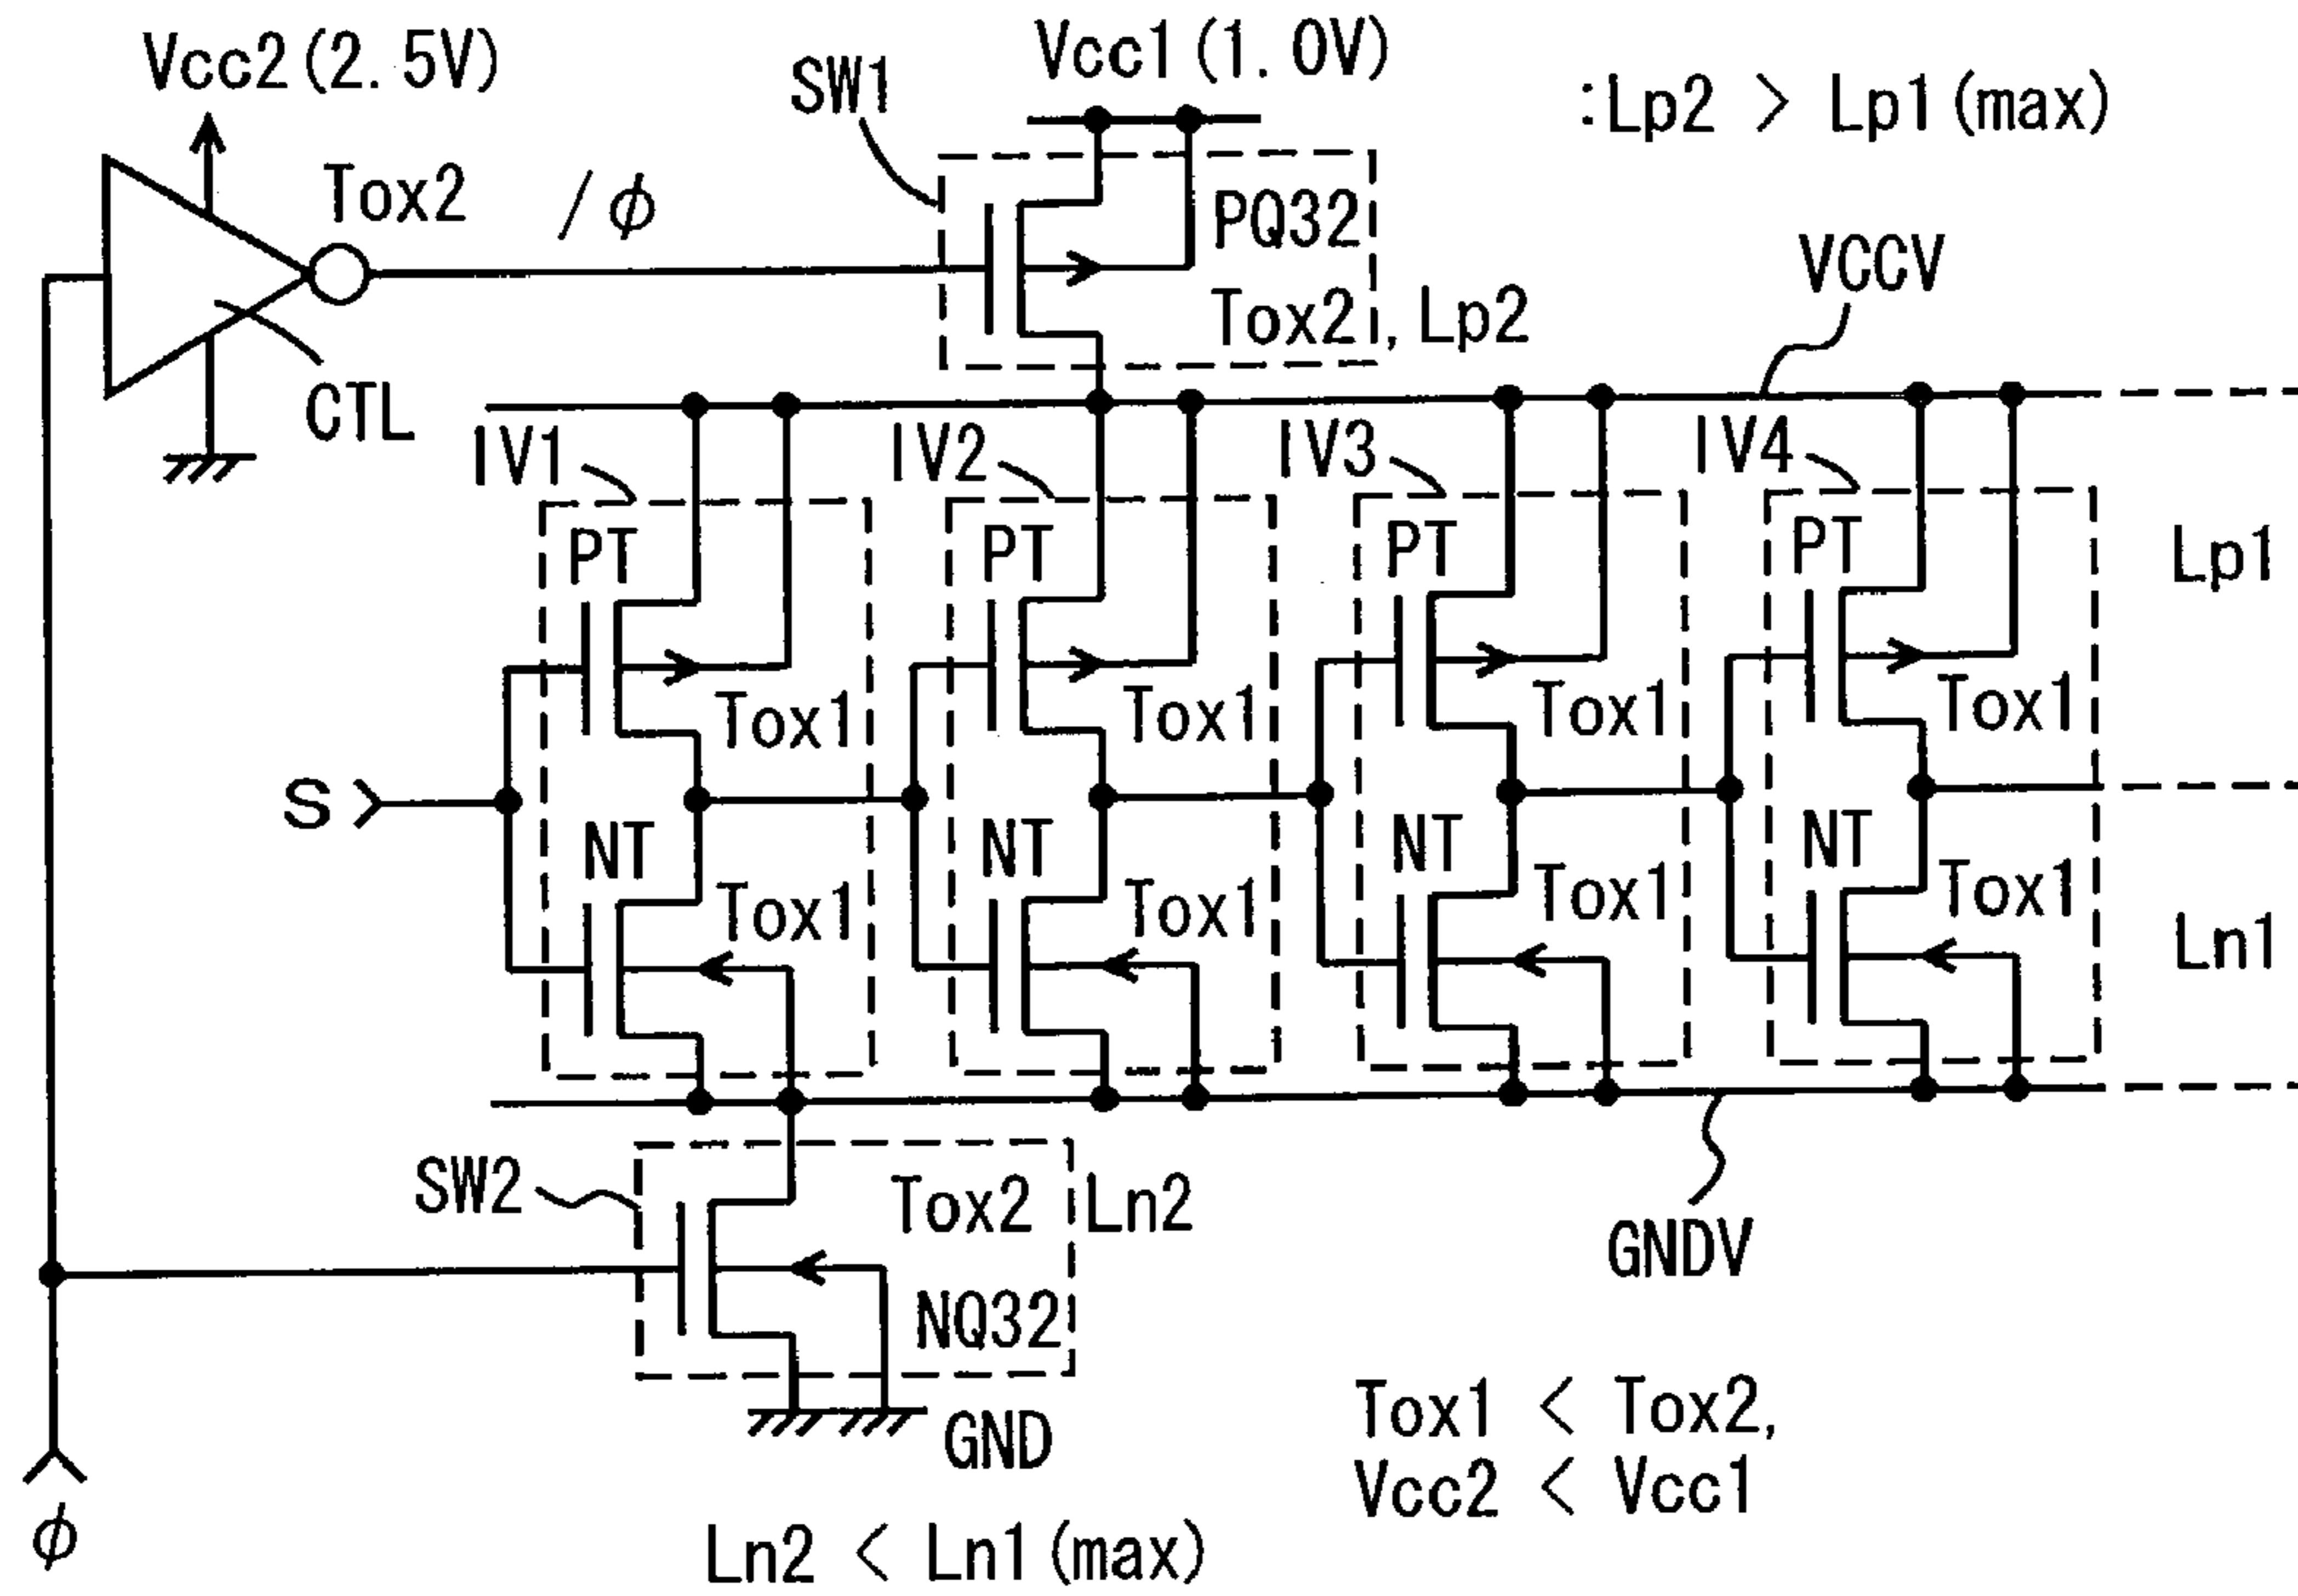 Vcc2(2. 5V)
SW1
Vcc1(1. 0V)
:Lp2 > Lp1(max)
Tox2
/φ
PQ32
VCCV
Tox2, Lp2
CTL
IV1
IV2
IV3
IV4
PT
PT
PT
PT
Lp1
Tox1
Tox1
Tox1
Tox1
S
NT
NT
NT
NT
Tox1
Tox1
Tox1
Tox1
Ln1
SW2
Tox2
Ln2
GNDV
NQ32
GND
Tox1 < Tox2,
Vcc2 < Vcc1
φ
Ln2 < Ln1(max)